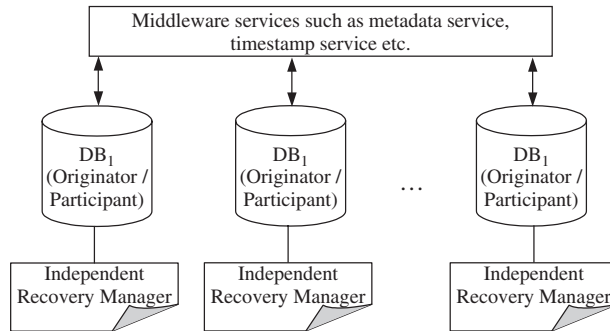 Middleware services such as metadata service,
timestamp service etc.
DB₁
(Originator /
Participant)
DB₁
(Originator /
Participant)
...
DB₁
(Originator /
Participant)
Independent
Recovery Manager
Independent
Recovery Manager
Independent
Recovery Manager